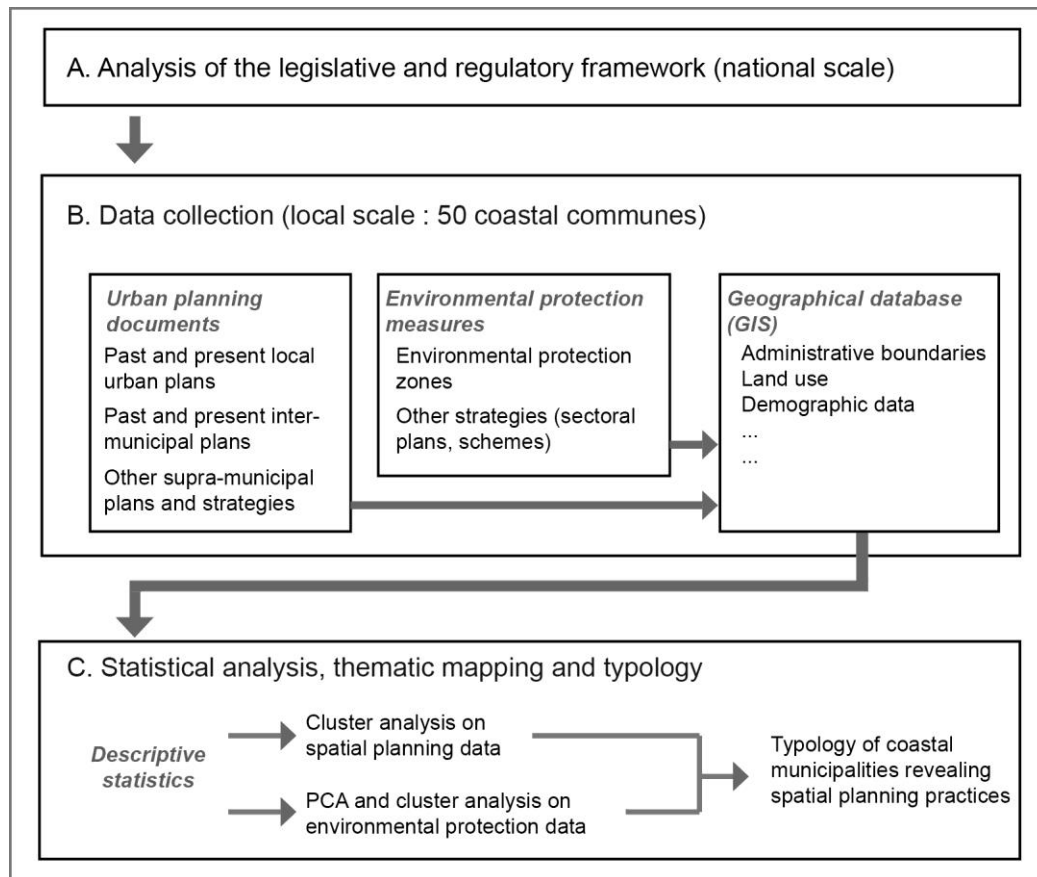 A. Analysis of the legislative and regulatory framework (national scale)
B. Data collection (local scale : 50 coastal communes)
Urban planning
documents
Past and present local
urban plans
Past and present inter-
municipal plans
Other supra-municipal
plans and strategies
Environmental protection
measures
Environmental protection
zones
Other strategies (sectoral
plans, schemes)
Geographical database
(GIS)
Administrative boundaries
Land use
Demographic data
...
...
C. Statistical analysis, thematic mapping and typology
Descriptive
statistics
Cluster analysis on
spatial planning data
PCA and cluster analysis on
environmental protection data
Typology of coastal
municipalities revealing
spatial planning practices